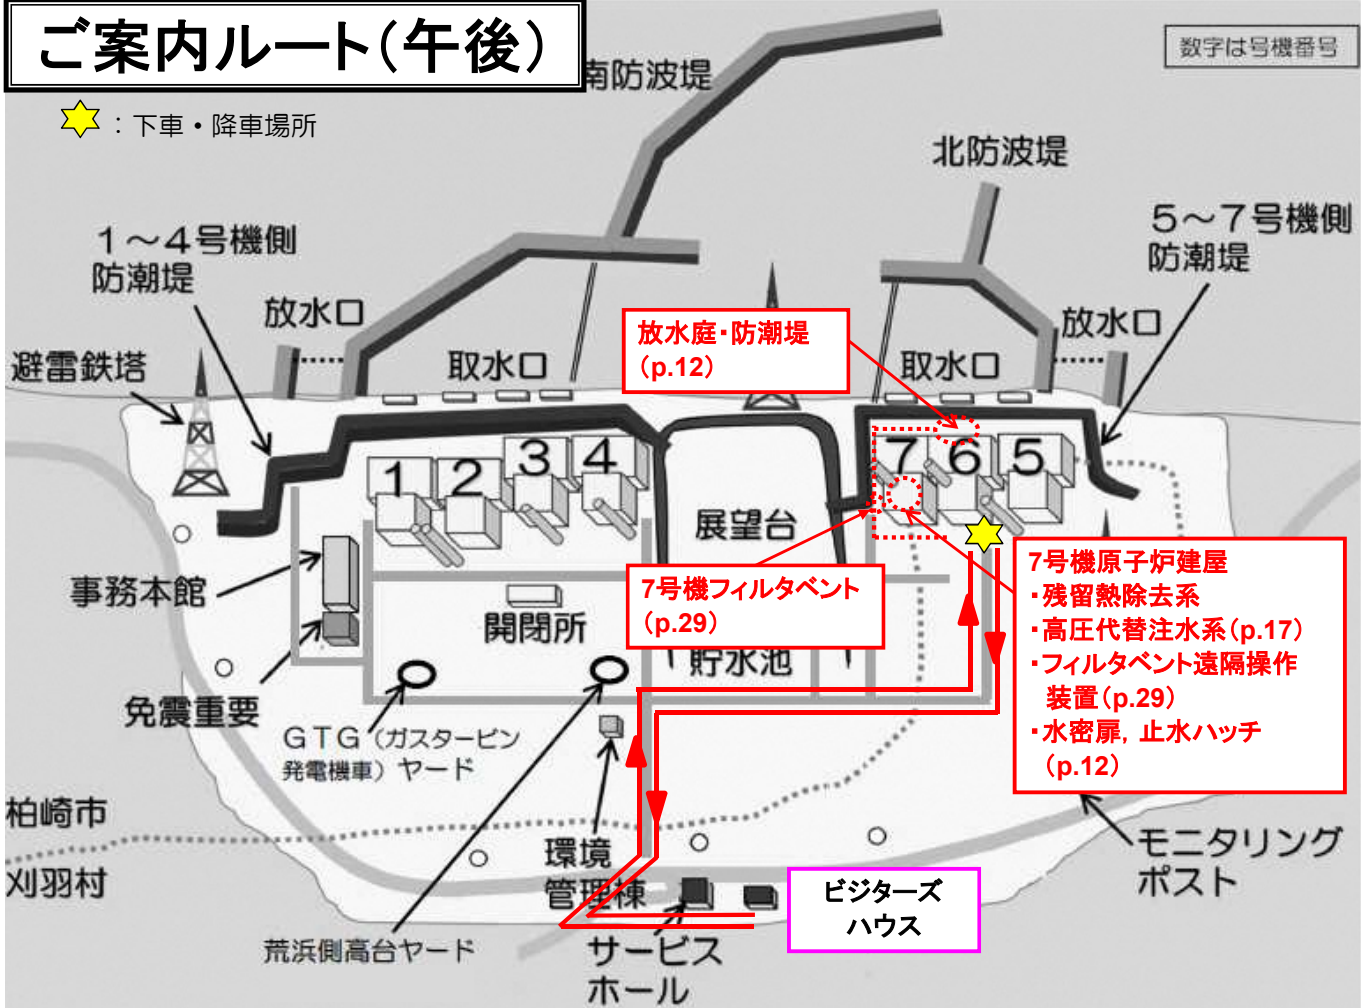 ご案内ルート（午後）
数字は号機番号
南防波堤
：下車・降車場所
北防波堤
１～４号機側
防潮堤
５～７号機側
防潮堤
放水口
放水口
放水庭・防潮堤
（p.12）
避雷鉄塔
取水口
取水口
1
2
3
4
7
6
5
展望台
事務本館
開閉所
7号機フィルタベント
（p.29）
7号機原子炉建屋
・残留熱除去系
・高圧代替注水系（p.17）
・フィルタベント遠隔操作
装置（p.29）
・水密扉，止水ハッチ
（p.12）
貯水池
免震重要
ＧＴＧ（ガスタービン
発電機車）ヤード
柏崎市
刈羽村
環境
管理棟
モニタリング
ポスト
ビジターズ
ハウス
荒浜側高台ヤード
サービス
ホール